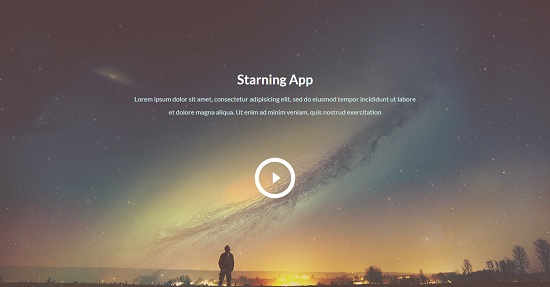 Starning App
Lorem ipsum dolor sit amet, consectetur adipisicing elit, sed do eiusmod tempor incididunt ut labore
et dolore magna aliqua. Ut enim ad minim veniam, quis nostrud exercitation